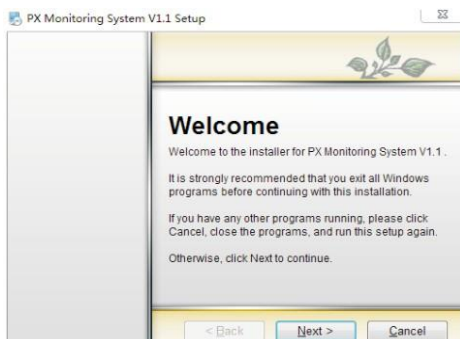 PX Monitoring System V1.1 Setup
Welcome
Welcome to the installer for PX Monitoring System V1.1 .
It is strongly recommended that you exit all Windows
programs before continuing with this installation.
If you have any other programs running, please click
Cancel, close the programs, and run this setup again.
Otherwise, click Next to continue.
< Back Next > Cancel